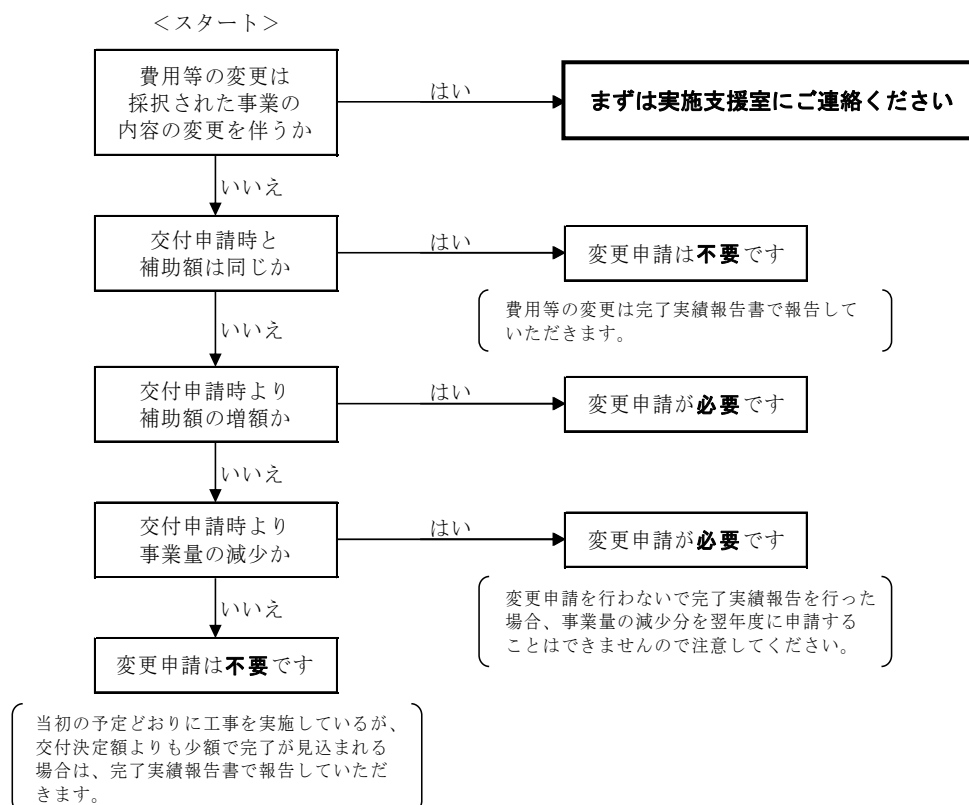 ＜スタート＞
費用等の変更は
採択された事業の
内容の変更を伴うか
はい
まずは実施支援室にご連絡ください
いいえ
交付申請時と
補助額は同じか
はい
変更申請は不要です
費用等の変更は完了実績報告書で報告して
いただきます。
いいえ
交付申請時より
補助額の増額か
はい
変更申請が必要です
いいえ
交付申請時より
事業量の減少か
はい
変更申請が必要です
変更申請を行わないで完了実績報告を行った
場合、事業量の減少分を翌年度に申請する
ことはできませんので注意してください。
いいえ
変更申請は不要です
当初の予定どおりに工事を実施しているが、
交付決定額よりも少額で完了が見込まれる
場合は、完了実績報告書で報告していただ
きます。